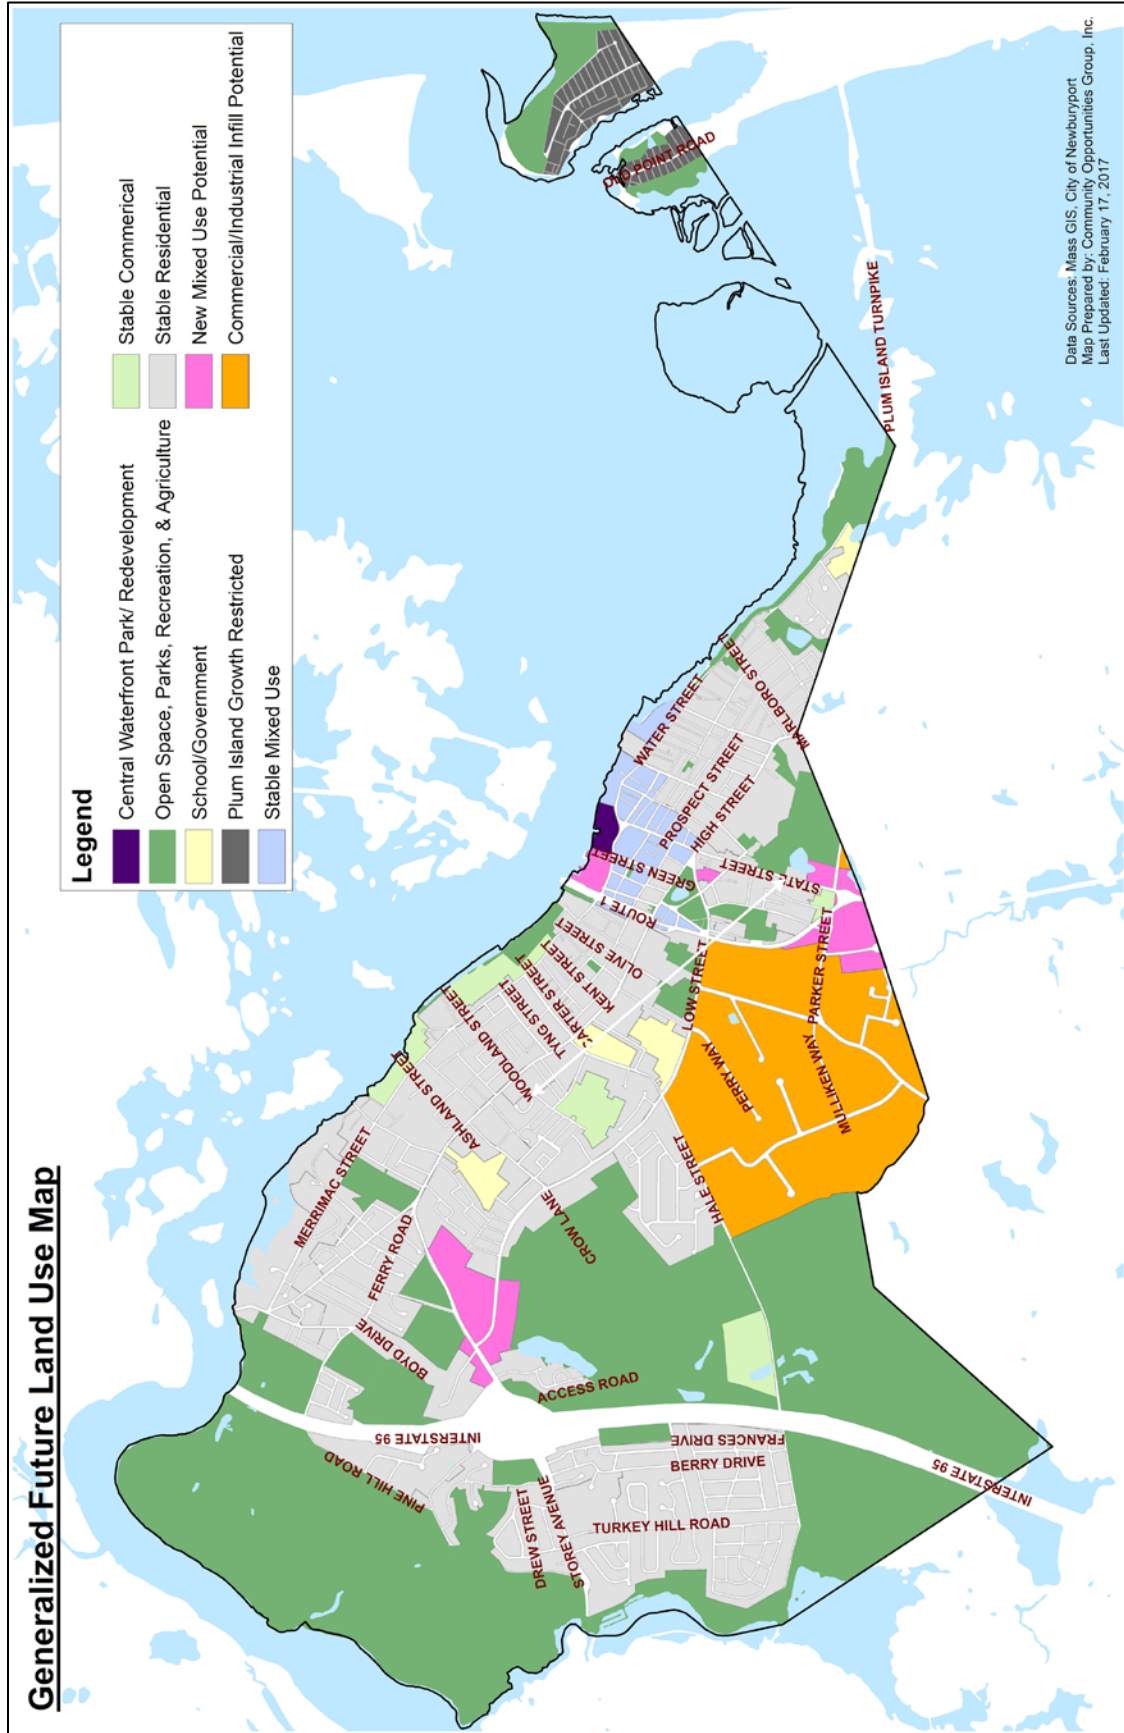 Generalized Future Land Use Map
Legend
Central Waterfront Park/ Redevelopment
Open Space, Parks, Recreation, & Agriculture
School/Government
Plum Island Growth Restricted
Stable Mixed Use
Stable Commerical
Stable Residential
New Mixed Use Potential
Commercial/Industrial Infill Potential
MERRIMAC STREET
FERRY ROAD
BOYD DRIVE
PINE HILL ROAD
INTERSTATE 95
ACCESS ROAD
DREW STREET
STOREY AVENUE
TURKEY HILL ROAD
BERRY DRIVE
FRANCES DRIVE
INTERSTATE 95
CROW LANE
HALE STREET
ASHLAND STREET
WOODLAND STREET
TYNG STREET
CARTER STREET
KENT STREET
OLIVE STREET
ROUTE 1
GREEN STREET
LOW STREET
PERRY WAY
MULLIKEN WAY
PARKER STREET
STATE STREET
HIGH STREET
PROSPECT STREET
WATER STREET
MARLBORO STREET
PLUM ISLAND TURNPIKE
OLD POINT ROAD
Data Sources: Mass GIS, City of Newburyport
Map Prepared by: Community Opportunities Group, Inc.
Last Updated: February 17, 2017